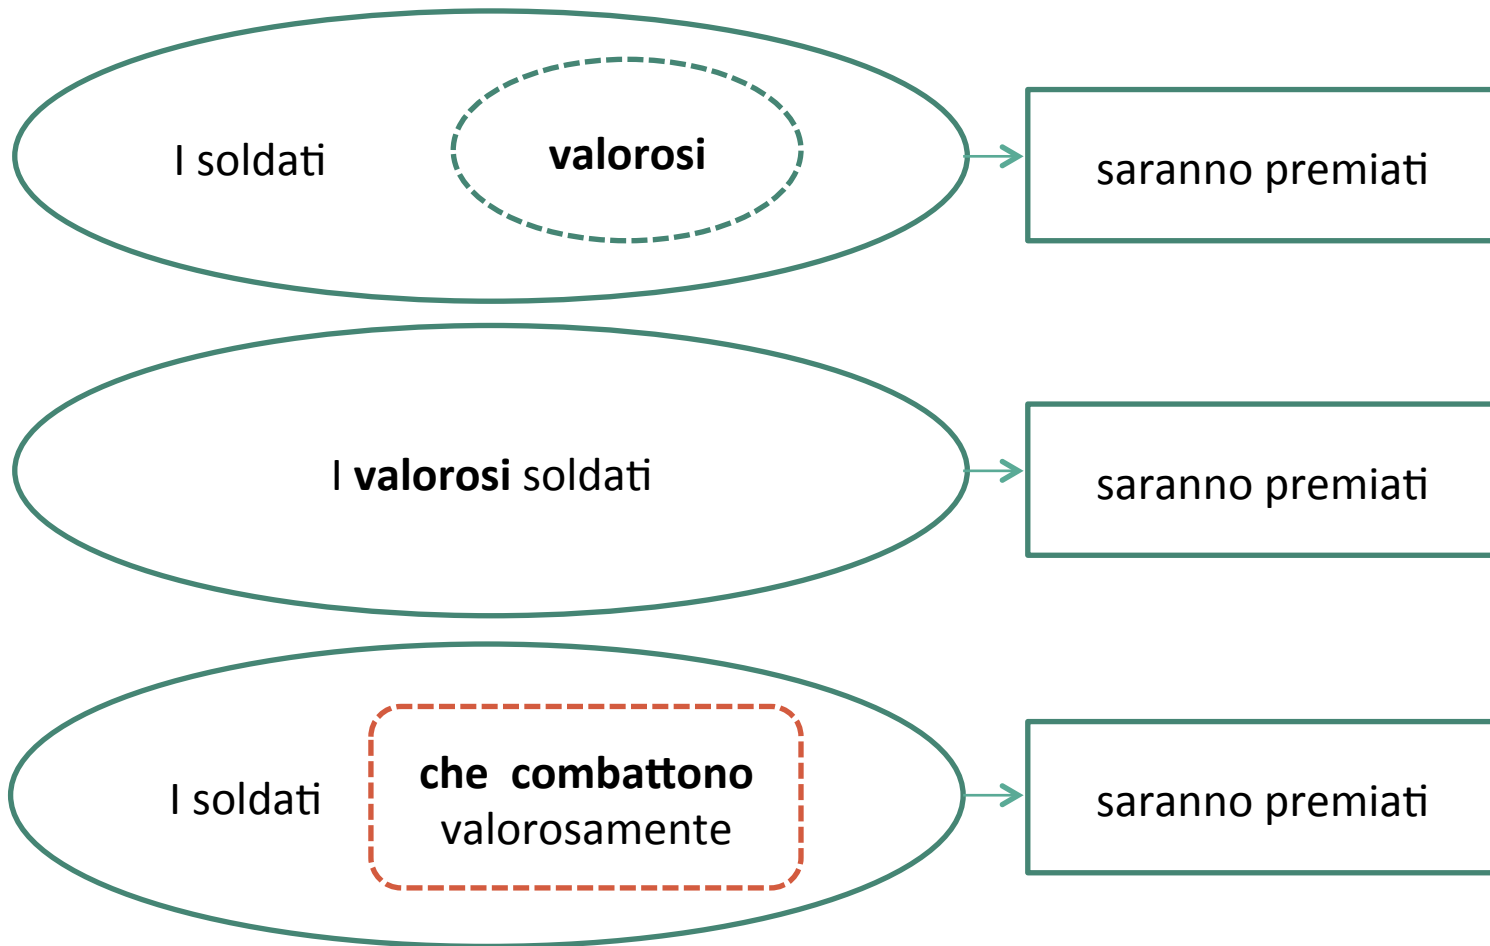 I soldati valorosi saranno premiati
I valorosi soldati saranno premiati
I soldati che combattono
valorosamente saranno premiati